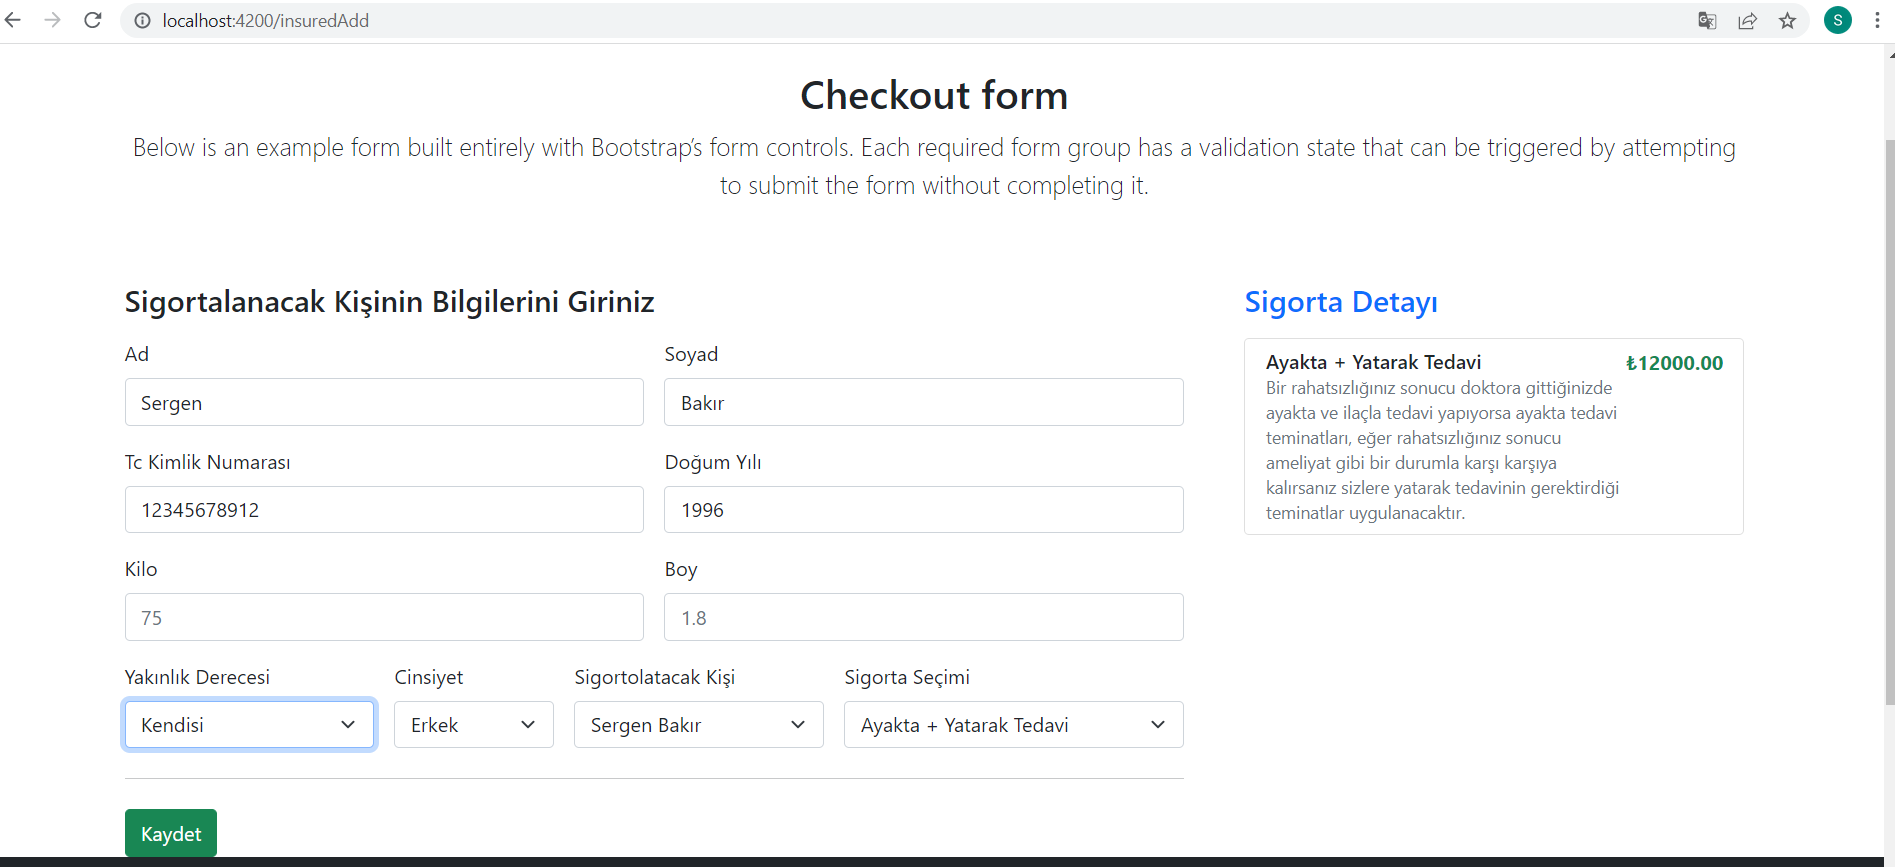 localhost:4200/insuredAdd
S
Checkout form
Below is an example form built entirely with Bootstrap’s form controls. Each required form group has a validation state that can be triggered by attempting
to submit the form without completing it.
Sigortalanacak Kişinin Bilgilerini Giriniz
Ad
Soyad
Sergen
Bakır
Tc Kimlik Numarası
Doğum Yılı
12345678912
1996
Kilo
Boy
75
1.8
Yakınlık Derecesi
Cinsiyet
Sigortolatacak Kişi
Sigorta Seçimi
Kendisi
Erkek
Sergen Bakır
Ayakta + Yatarak Tedavi
Kaydet
Sigorta Detayı
Ayakta + Yatarak Tedavi
₺12000.00
Bir rahatsızlığınız sonucu doktora gittiğinizde
ayakta ve ilaçla tedavi yapıyorsa ayakta tedavi
teminatları, eğer rahatsızlığınız sonucu
ameliyat gibi bir durumla karşı karşıya
kalırsanız sizlere yatarak tedavinin gerektirdiği
teminatlar uygulanacaktır.